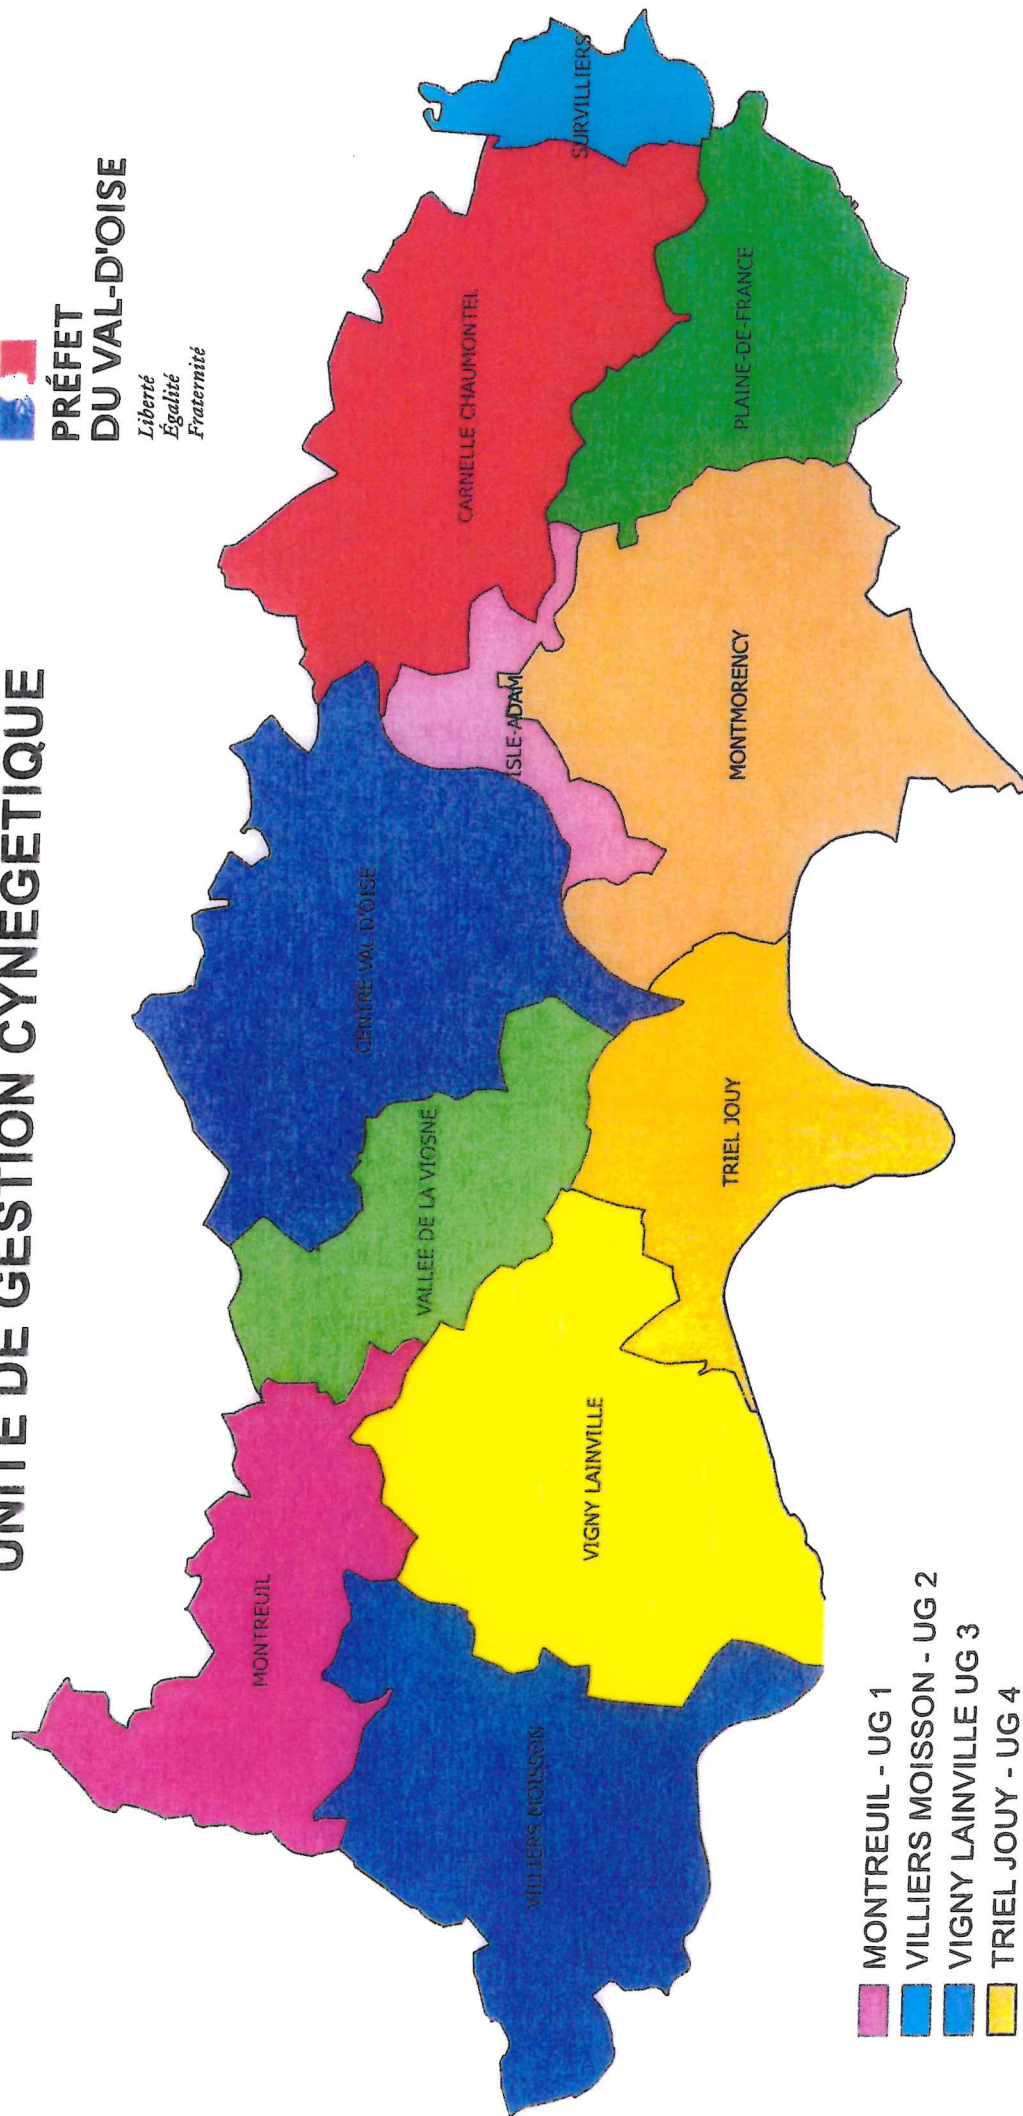 UNITE DE GESTION CYNEGETIQUE
PRÉFET
DU VAL-D'OISE
Liberté
Égalité
Fraternité
MONTREUIL
VILLIERS MOISSON
VIGNY LAINVILLE
VALLEE DE LA VIOSNE
CENTRE VAL D'OISE
TRIEL JOUY
ISLE-ADAM
MONTMORENCY
CARNELLE CHAUMONTEL
PLAINE-DE-FRANCE
SURVILLIERS
MONTREUIL - UG 1
VILLIERS MOISSON - UG 2
VIGNY LAINVILLE UG 3
TRIEL JOUY - UG 4